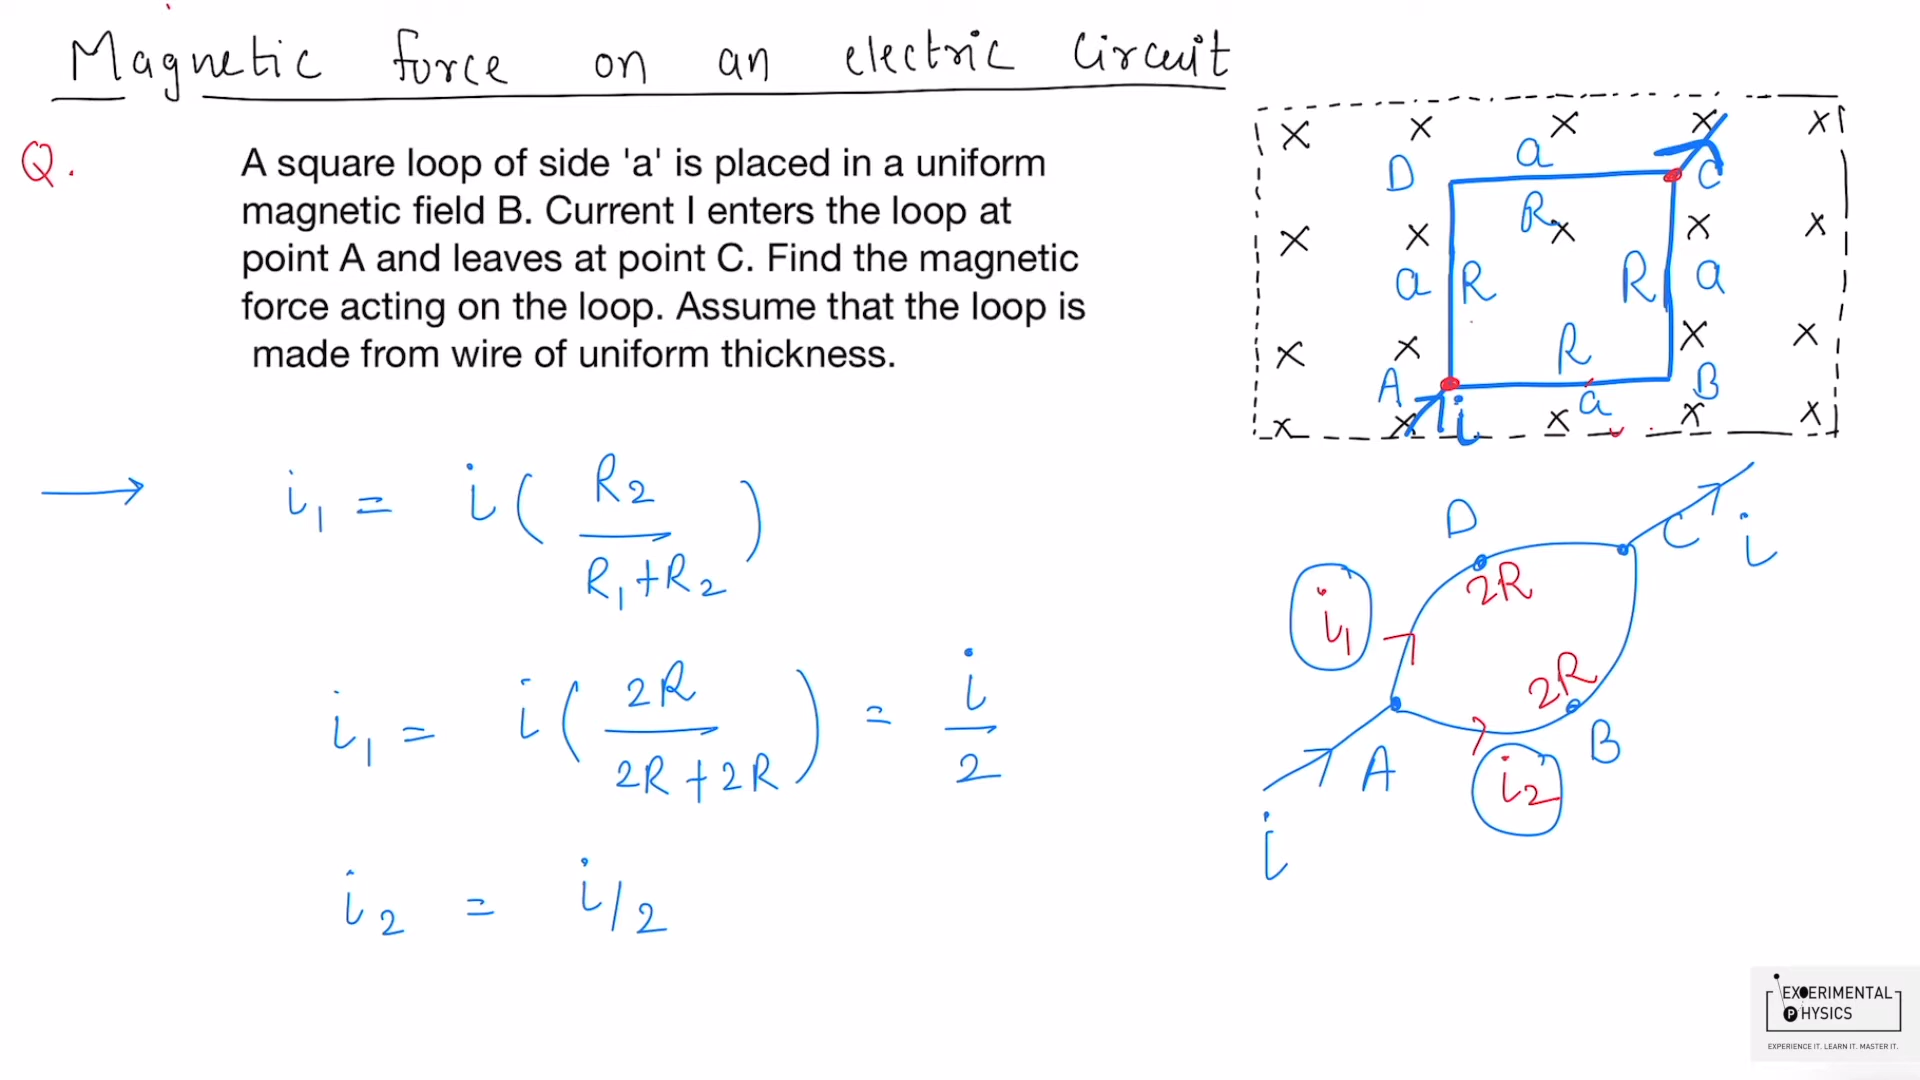 Magnetic force on an electric circuit
Q.
A square loop of side 'a' is placed in a uniform
magnetic field B. Current I enters the loop at
point A and leaves at point C. Find the magnetic
force acting on the loop. Assume that the loop is
made from wire of uniform thickness.
x x x x x
D a C
R
x x x x x
a R R a
x x x x
R
A B
i a
x x x x x
→ i₁ = i ( R₂ / R₁+R₂ )
D C i
2R
i₁
2R
i₁ = i ( 2R / 2R + 2R ) = i / 2
B
A
i₂
i
i₂ = i/2
EXPERIMENTAL
PHYSICS
EXPERIENCE IT. LEARN IT. MASTER IT.